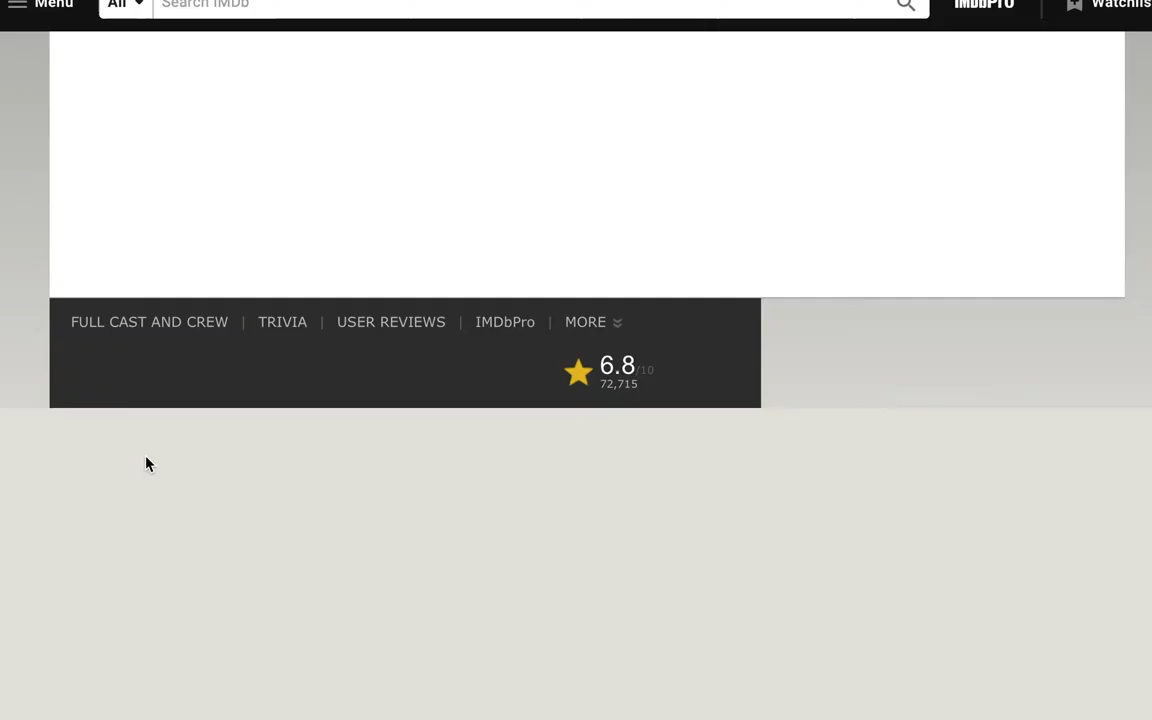 Menu All Search IMDb IMDbPro Watchlis
FULL CAST AND CREW | TRIVIA | USER REVIEWS | IMDbPro | MORE
6.8/10
72,715